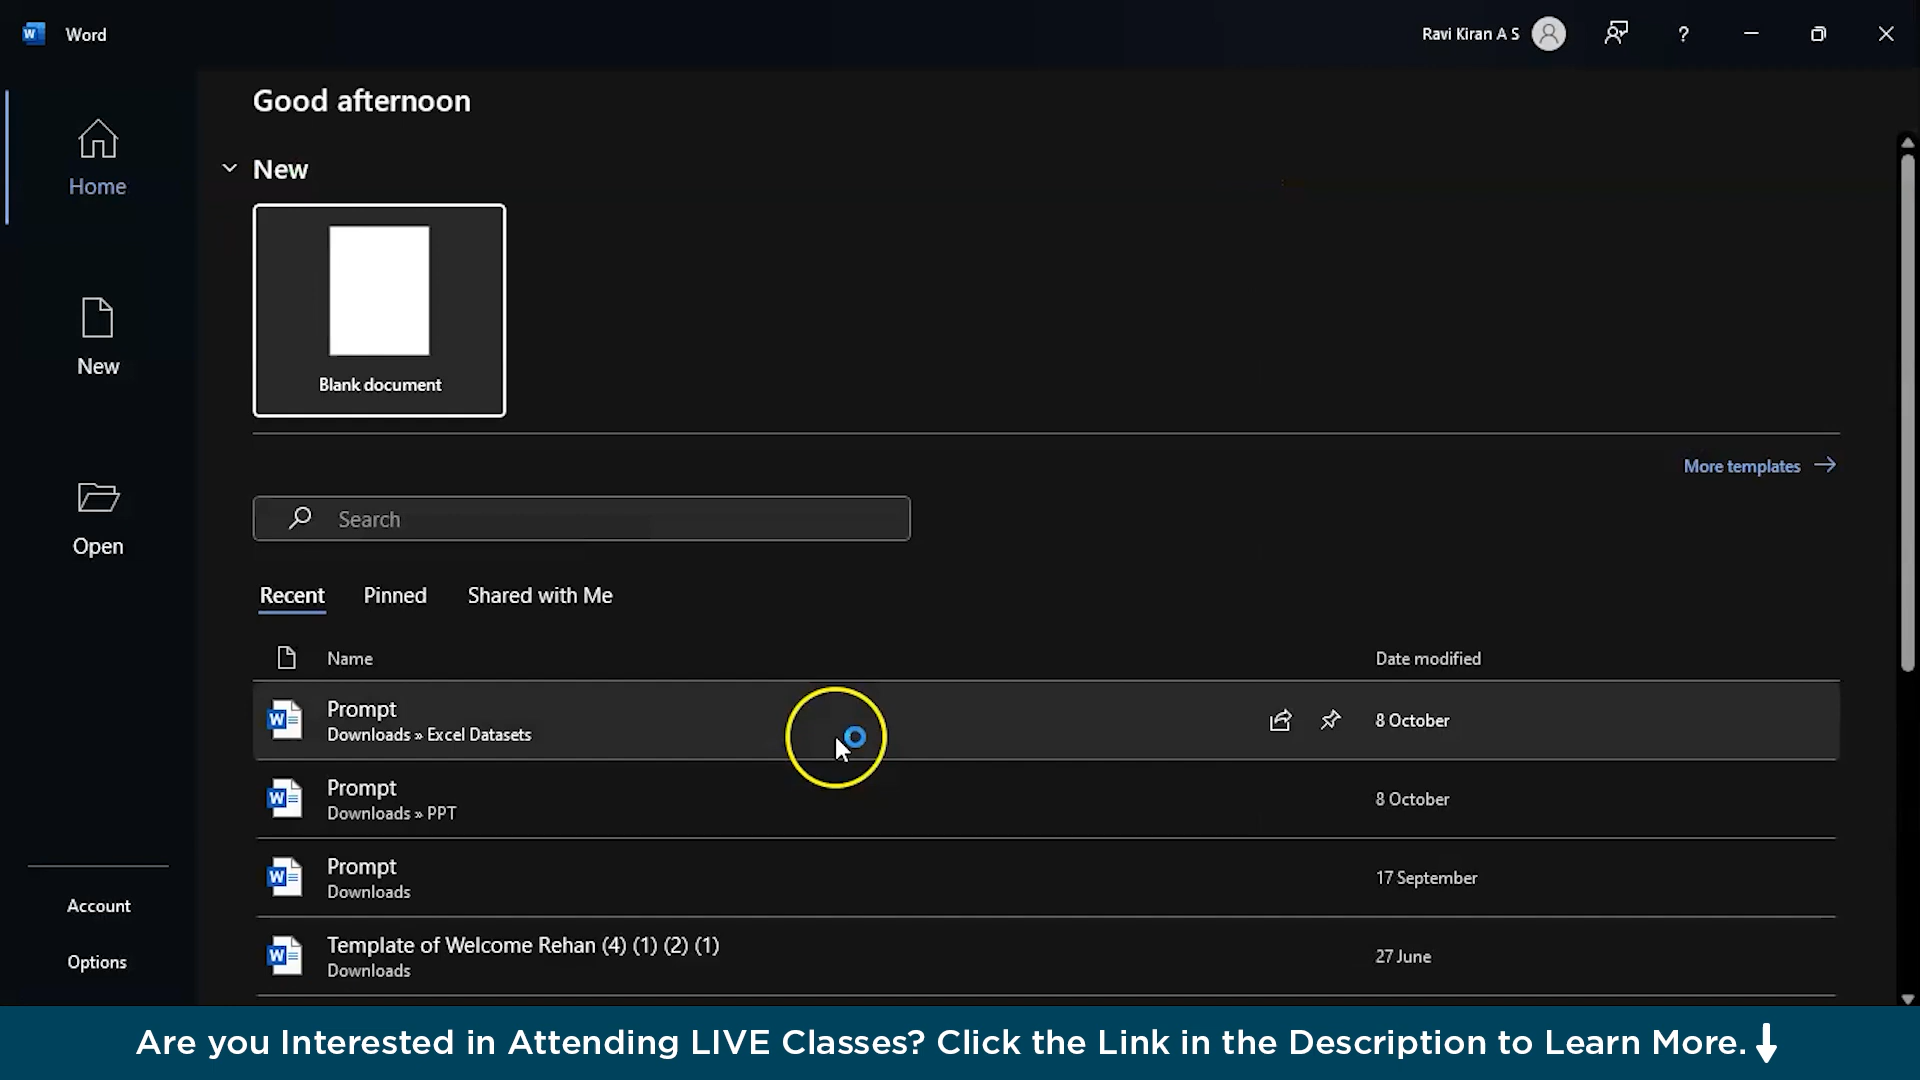 Word
Ravi Kiran A S
?
Good afternoon
Home
New
Blank document
New
More templates
Search
Open
Recent Pinned Shared with Me
Name Date modified
Prompt
Downloads » Excel Datasets
8 October
Prompt
Downloads » PPT
8 October
Prompt
Downloads
17 September
Template of Welcome Rehan (4) (1) (2) (1)
Downloads
27 June
Account
Options
Are you Interested in Attending LIVE Classes? Click the Link in the Description to Learn More.